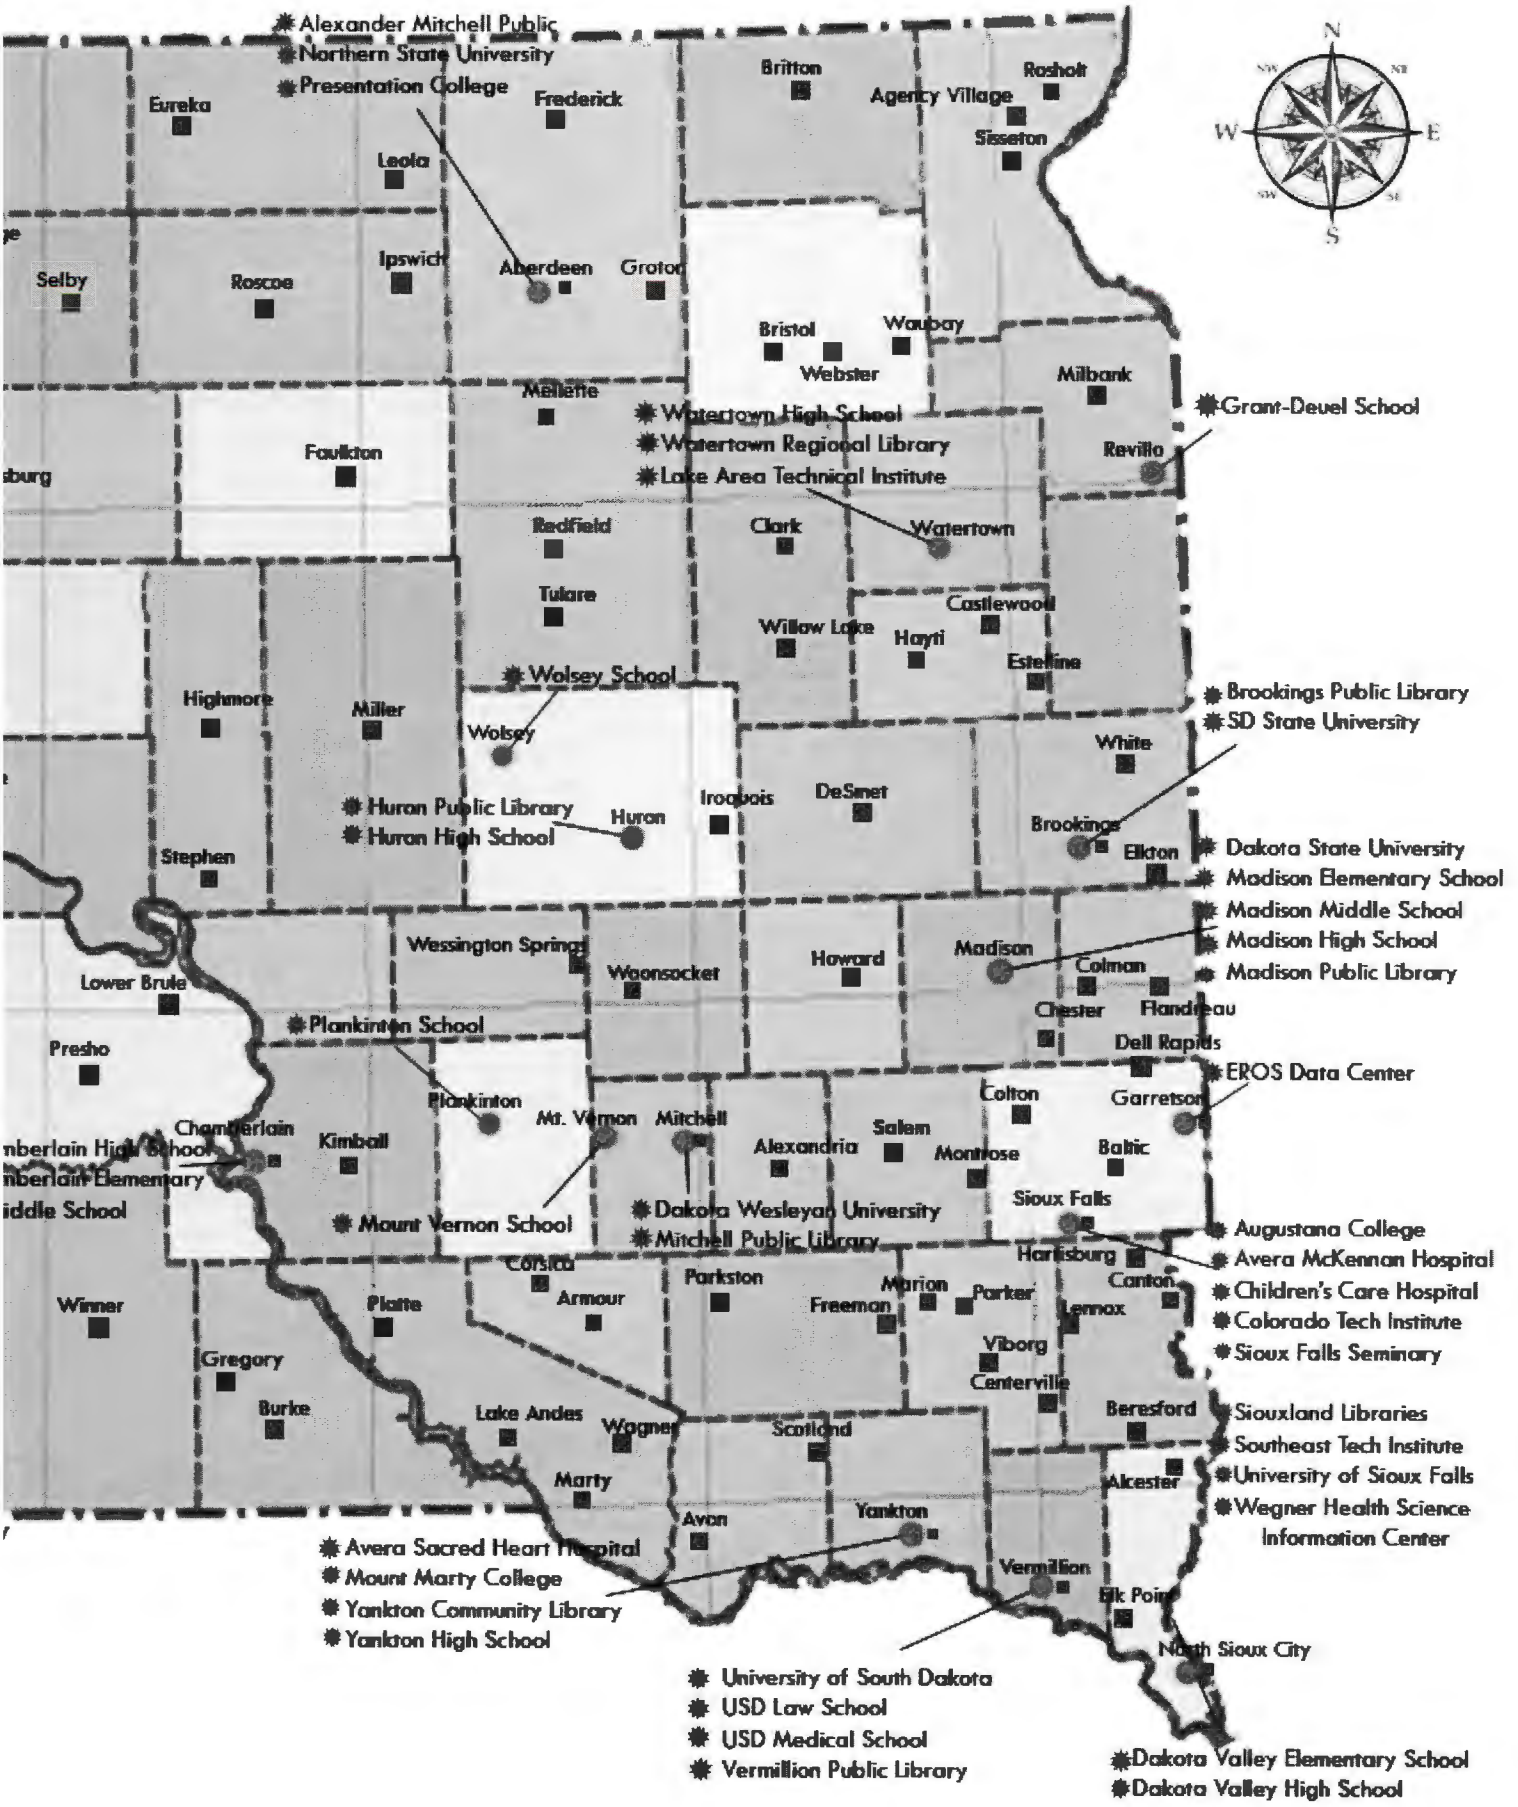 Alexander Mitchell Public
Northern State University
Presentation College
N
NW
NE
W
E
SW
SE
S
Britton
Rosholt
Agency Village
Sisseton
Eureka
Frederick
Leola
ge
Selby
Roscoe
Ipswich
Aberdeen
Groton
Bristol
Waubay
Webster
Milbank
Mellette
Watertown High School
Watertown Regional Library
Lake Area Technical Institute
Grant-Deuel School
Revillo
Faulkton
sburg
Redfield
Clark
Watertown
Tulare
Castlewood
Willow Lake
Hayti
Estelline
Wolsey School
Highmore
Miller
Wolsey
Brookings Public Library
SD State University
White
DeSmet
Iroquois
Huron Public Library
Huron High School
Huron
Brookings
Elkton
Stephen
Dakota State University
Madison Elementary School
Madison Middle School
Madison High School
Madison Public Library
Wessington Springs
Woonsocket
Howard
Madison
Colman
Lower Brule
Chester
Flandreau
Plankinton School
Dell Rapids
Presho
EROS Data Center
Plankinton
Mt. Vernon
Mitchell
Colton
Garretson
Chamberlain
Kimball
Alexandria
Salem
Montrose
Baltic
mberlain High School
mberlain Elementary
iddle School
Sioux Falls
Mount Vernon School
Dakota Wesleyan University
Mitchell Public Library
Augustana College
Avera McKennan Hospital
Children's Care Hospital
Colorado Tech Institute
Sioux Falls Seminary
Siouxland Libraries
Southeast Tech Institute
University of Sioux Falls
Wegner Health Science
Information Center
Harrisburg
Canton
Corsica
Armour
Parkston
Marion
Parker
Freeman
Lennox
Winner
Platte
Viborg
Gregory
Centerville
Burke
Lake Andes
Wagner
Scotland
Beresford
Marty
Alcester
Avon
Yankton
Avera Sacred Heart Hospital
Mount Marty College
Yankton Community Library
Yankton High School
Vermillion
Elk Point
North Sioux City
University of South Dakota
USD Law School
USD Medical School
Vermillion Public Library
Dakota Valley Elementary School
Dakota Valley High School